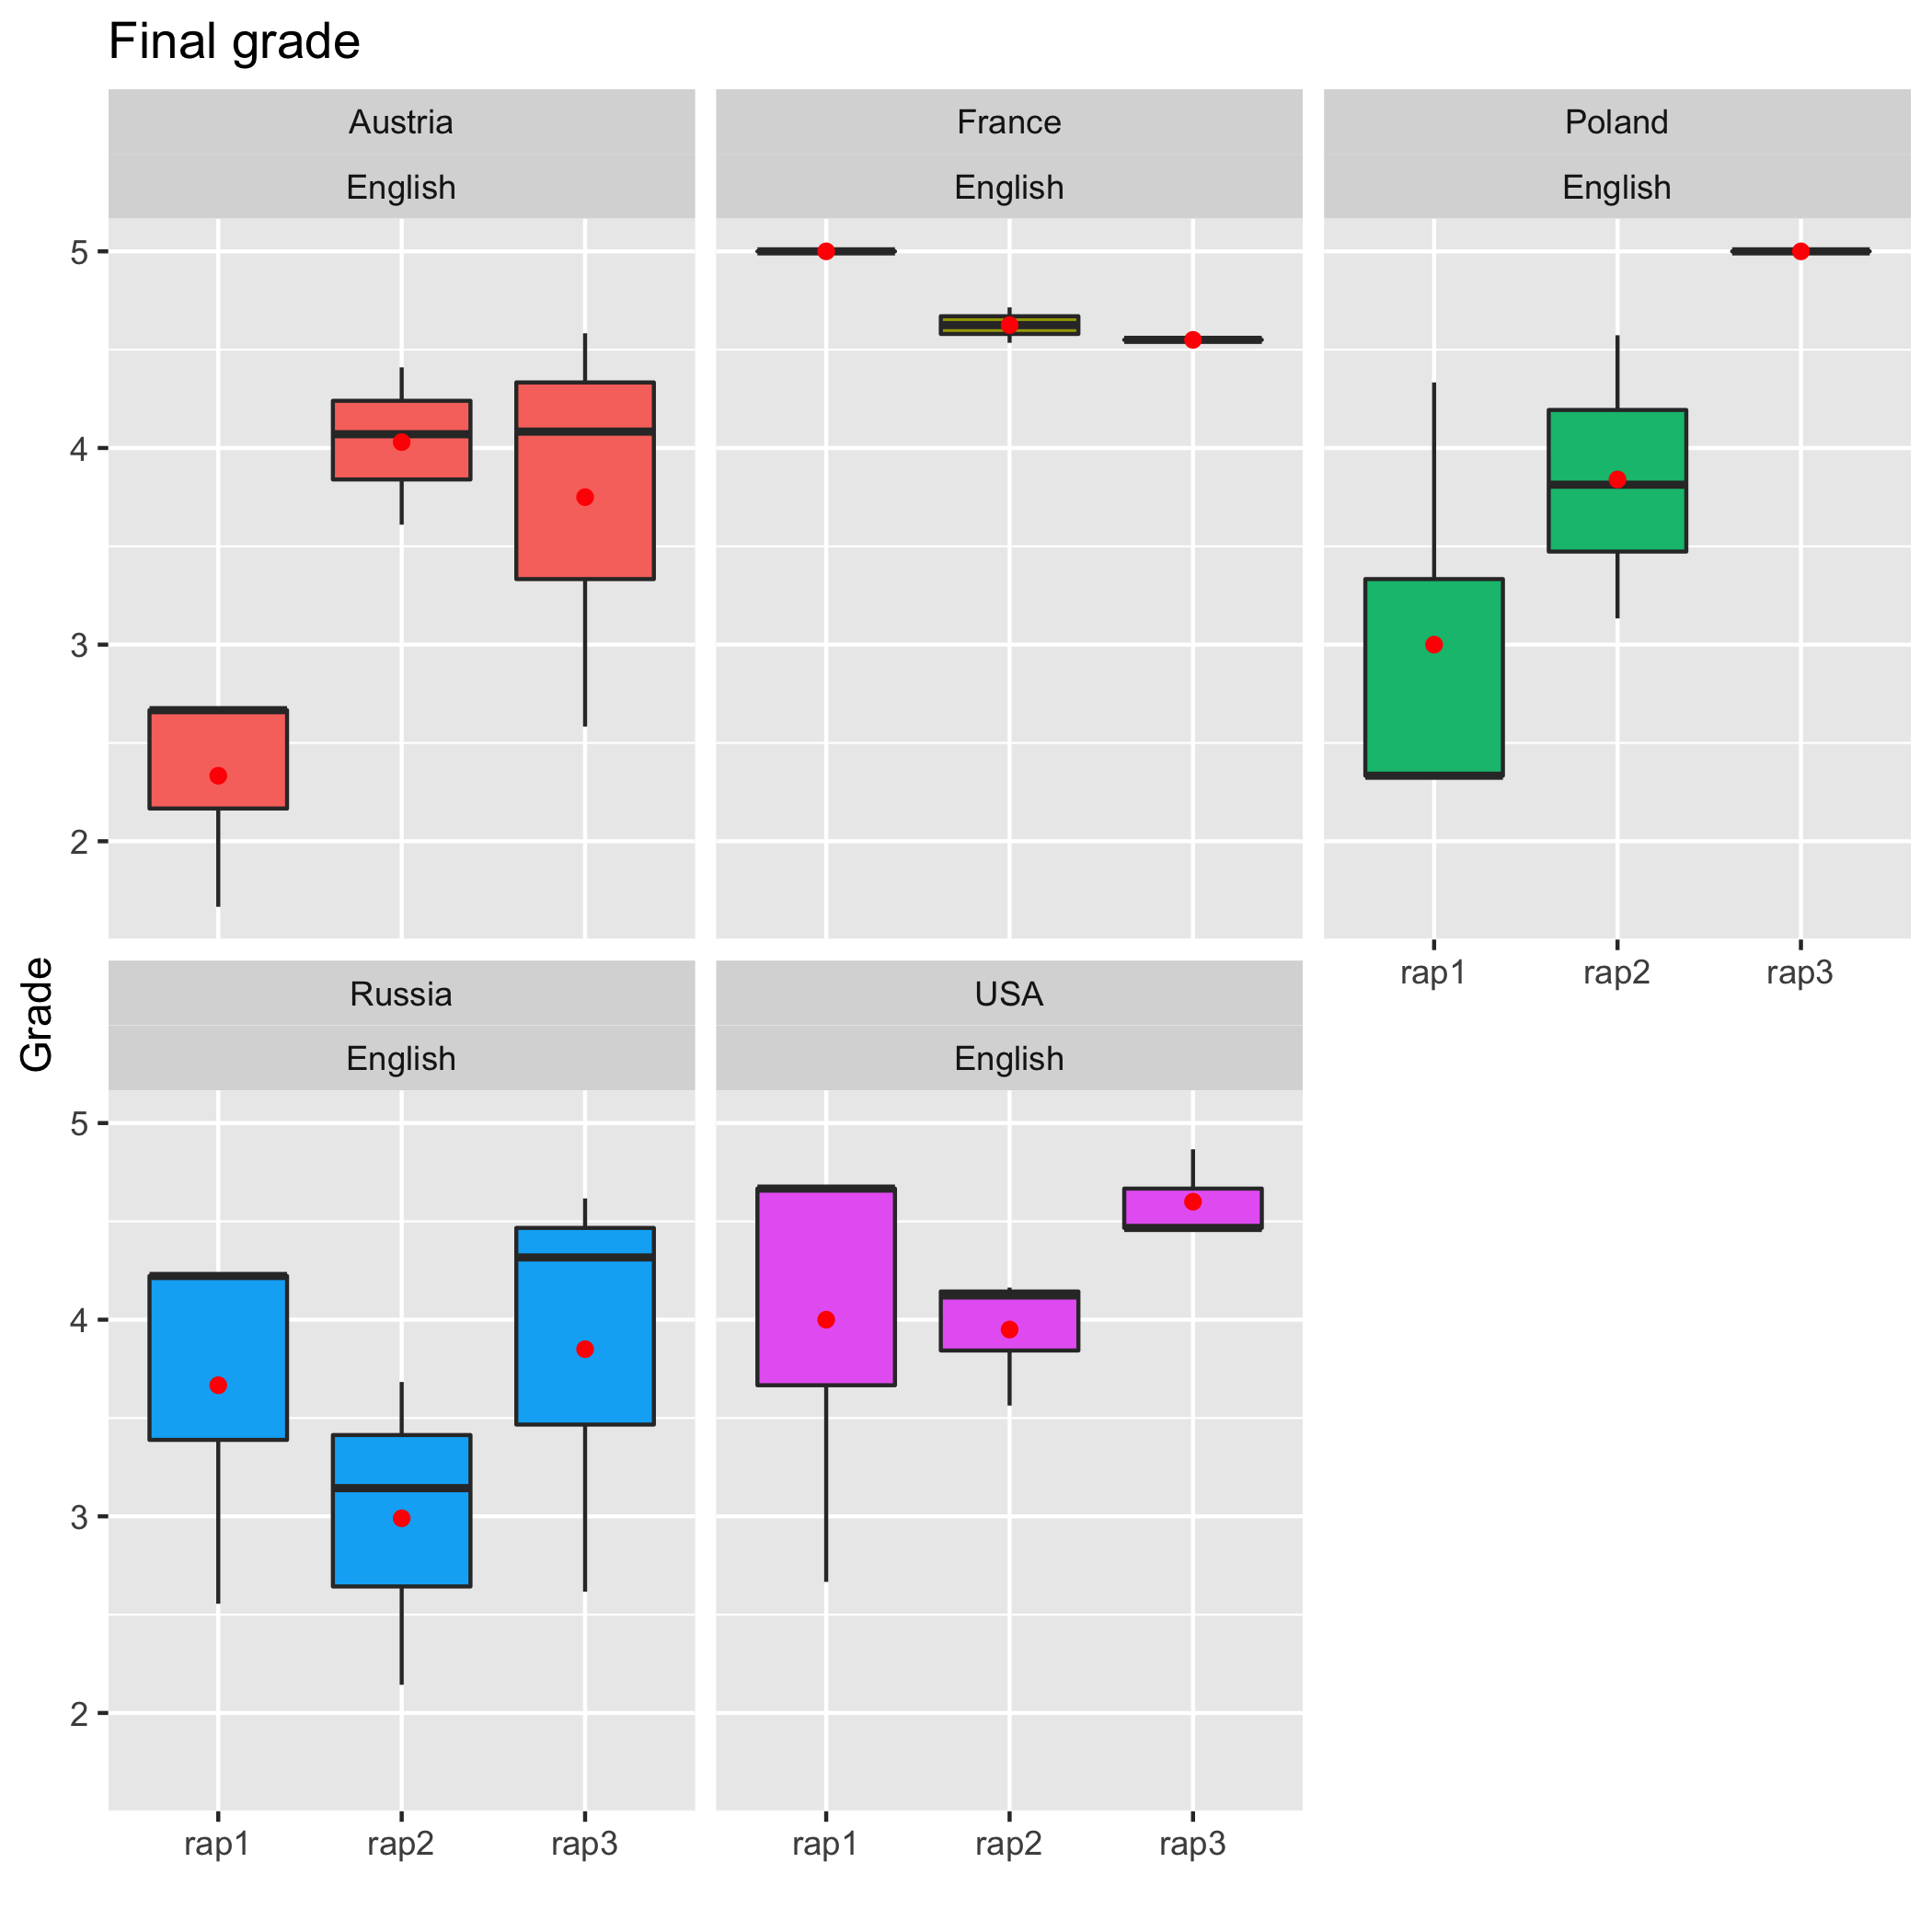 Final grade
Austria
English
France
English
Poland
English
5
4
3
2
rap1 rap2 rap3
Grade
Russia
English
USA
English
5
4
3
2
rap1 rap2 rap3
rap1 rap2 rap3